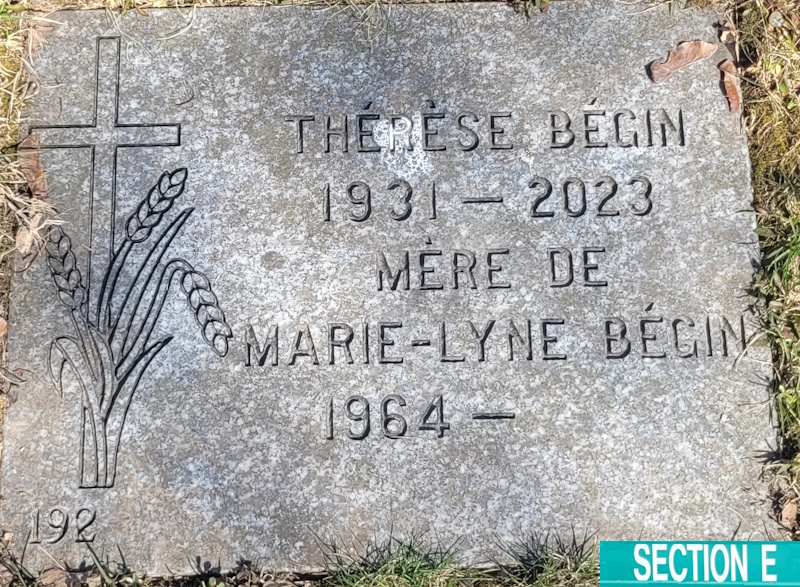 THÉRÈSE BÉGIN
1931 — 2023
MÈRE DE
MARIE-LYNE BÉGIN
1964 —
192
SECTION E